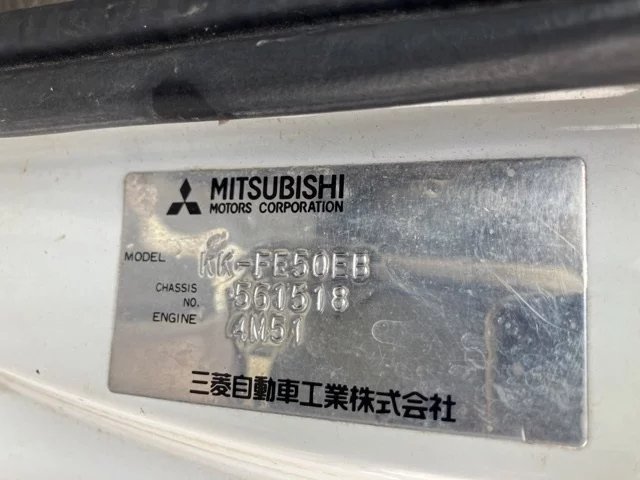 MITSUBISHI
MOTORS CORPORATION
MODEL KK-FE50EB
CHASSIS NO. 561518
ENGINE 4M51
三菱自動車工業株式会社